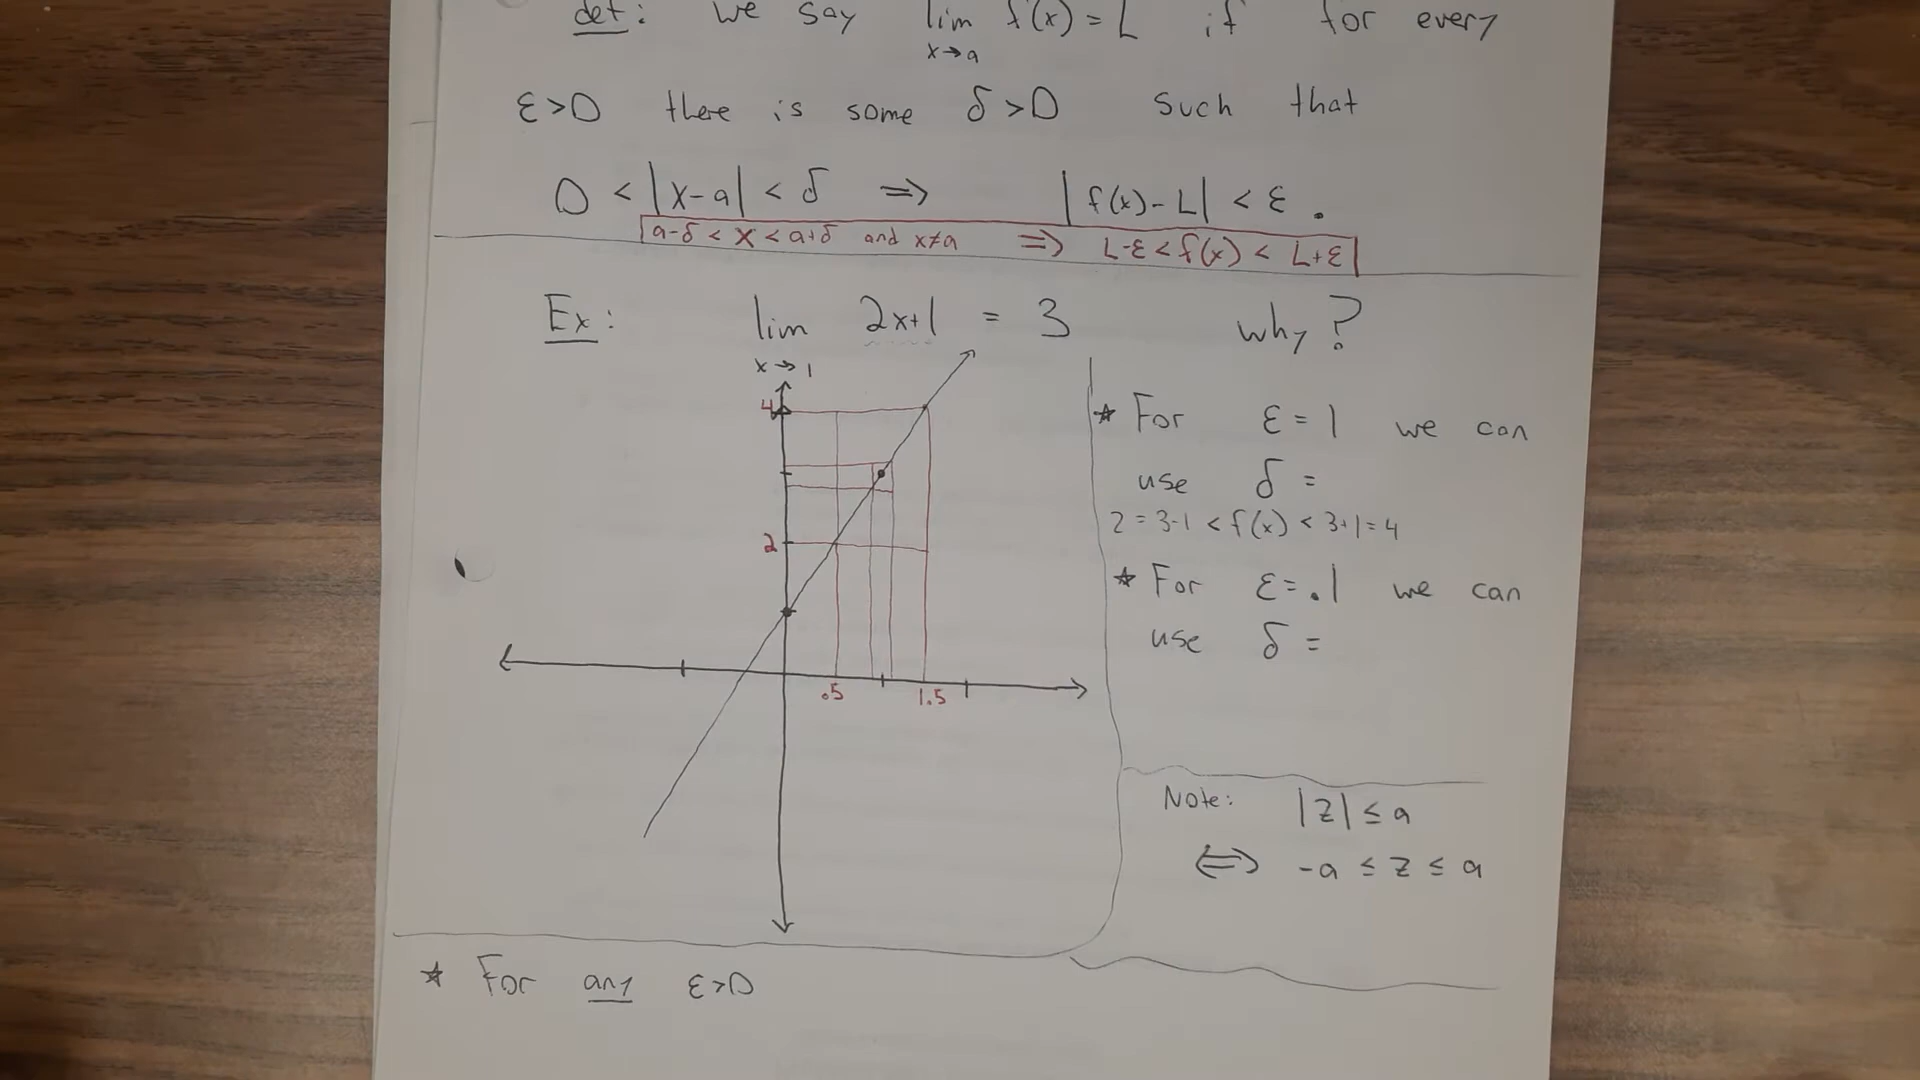 def: we say lim f(x) = L if for every
x→a
ε>0 there is some δ>0 such that
0 < |x-a| < δ ⇒ |f(x)-L| < ε.
a-δ < x < a+δ and x≠a ⇒ L-ε < f(x) < L+ε
Ex: lim 2x+1 = 3 why?
x→1
4
2
.5 1.5
* For ε = 1 we can
use δ =
2 = 3-1 < f(x) < 3+1 = 4
* For ε = .1 we can
use δ =
Note: |z| ≤ a
⇔ -a ≤ z ≤ a
* For any ε>0